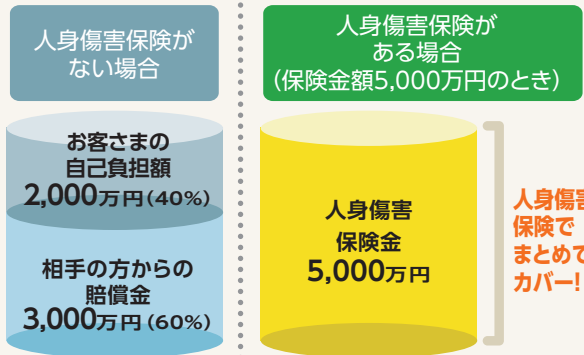 人身傷害保険が
ない場合
人身傷害保険が
ある場合
（保険金額5,000万円のとき）
お客さまの
自己負担額
2,000万円（40%）
相手の方からの
賠償金
3,000万円（60%）
人身傷害
保険金
5,000万円
人身傷害
保険で
まとめて
カバー！